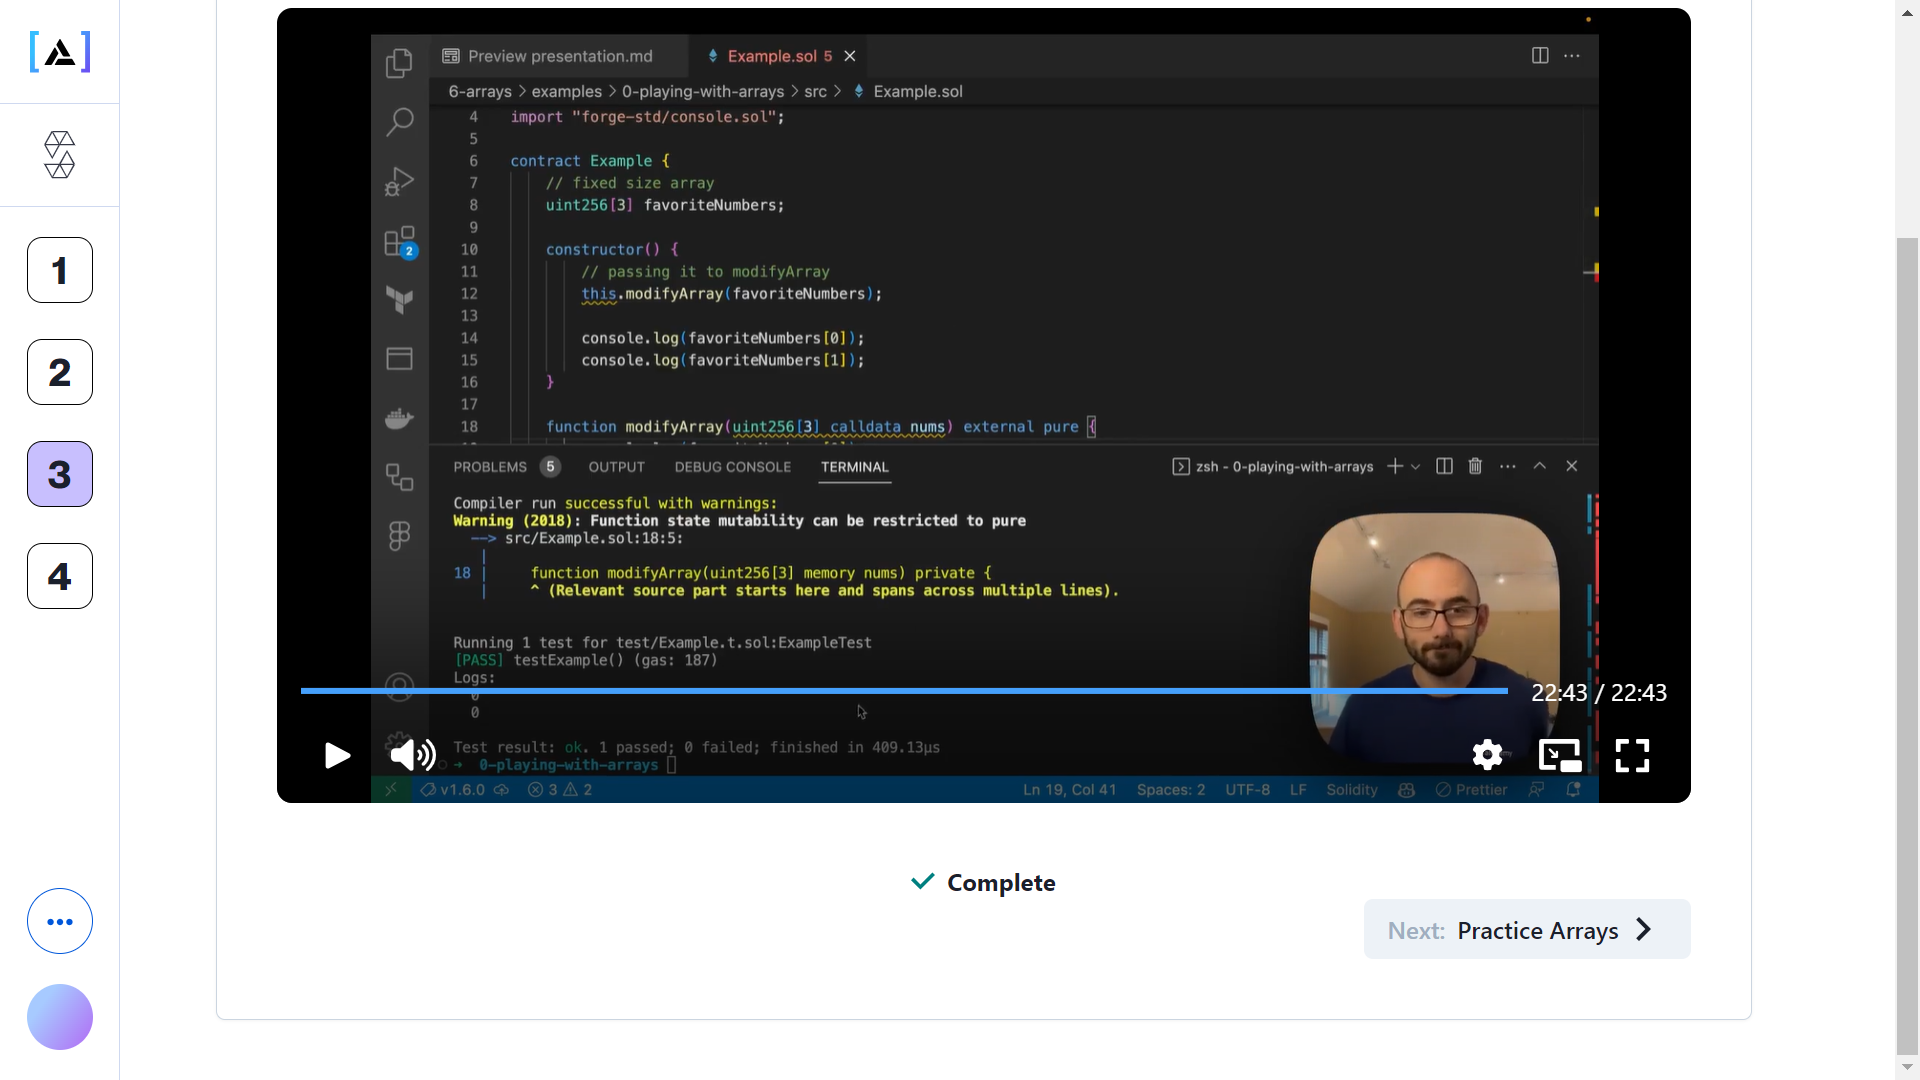 Preview presentation.md
Example.sol 5
6-arrays > examples > 0-playing-with-arrays > src > Example.sol
4 import "forge-std/console.sol";
5
6 contract Example {
7 // fixed size array
8 uint256[3] favoriteNumbers;
9
10 constructor() {
11 // passing it to modifyArray
12 this.modifyArray(favoriteNumbers);
13
14 console.log(favoriteNumbers[0]);
15 console.log(favoriteNumbers[1]);
16 }
17
18 function modifyArray(uint256[3] calldata nums) external pure {
2
1
2
3
4
PROBLEMS 5 OUTPUT DEBUG CONSOLE TERMINAL
zsh - 0-playing-with-arrays
Compiler run successful with warnings:
Warning (2018): Function state mutability can be restricted to pure
--> src/Example.sol:18:5:
|
18 | function modifyArray(uint256[3] memory nums) private {
| ^ (Relevant source part starts here and spans across multiple lines).
Running 1 test for test/Example.t.sol:ExampleTest
[PASS] testExample() (gas: 187)
Logs:
0
0
22:43 / 22:43
Test result: ok. 1 passed; 0 failed; finished in 409.13µs
→ 0-playing-with-arrays
v1.6.0 3 2 Ln 19, Col 41 Spaces: 2 UTF-8 LF Solidity Prettier
Complete
Next: Practice Arrays